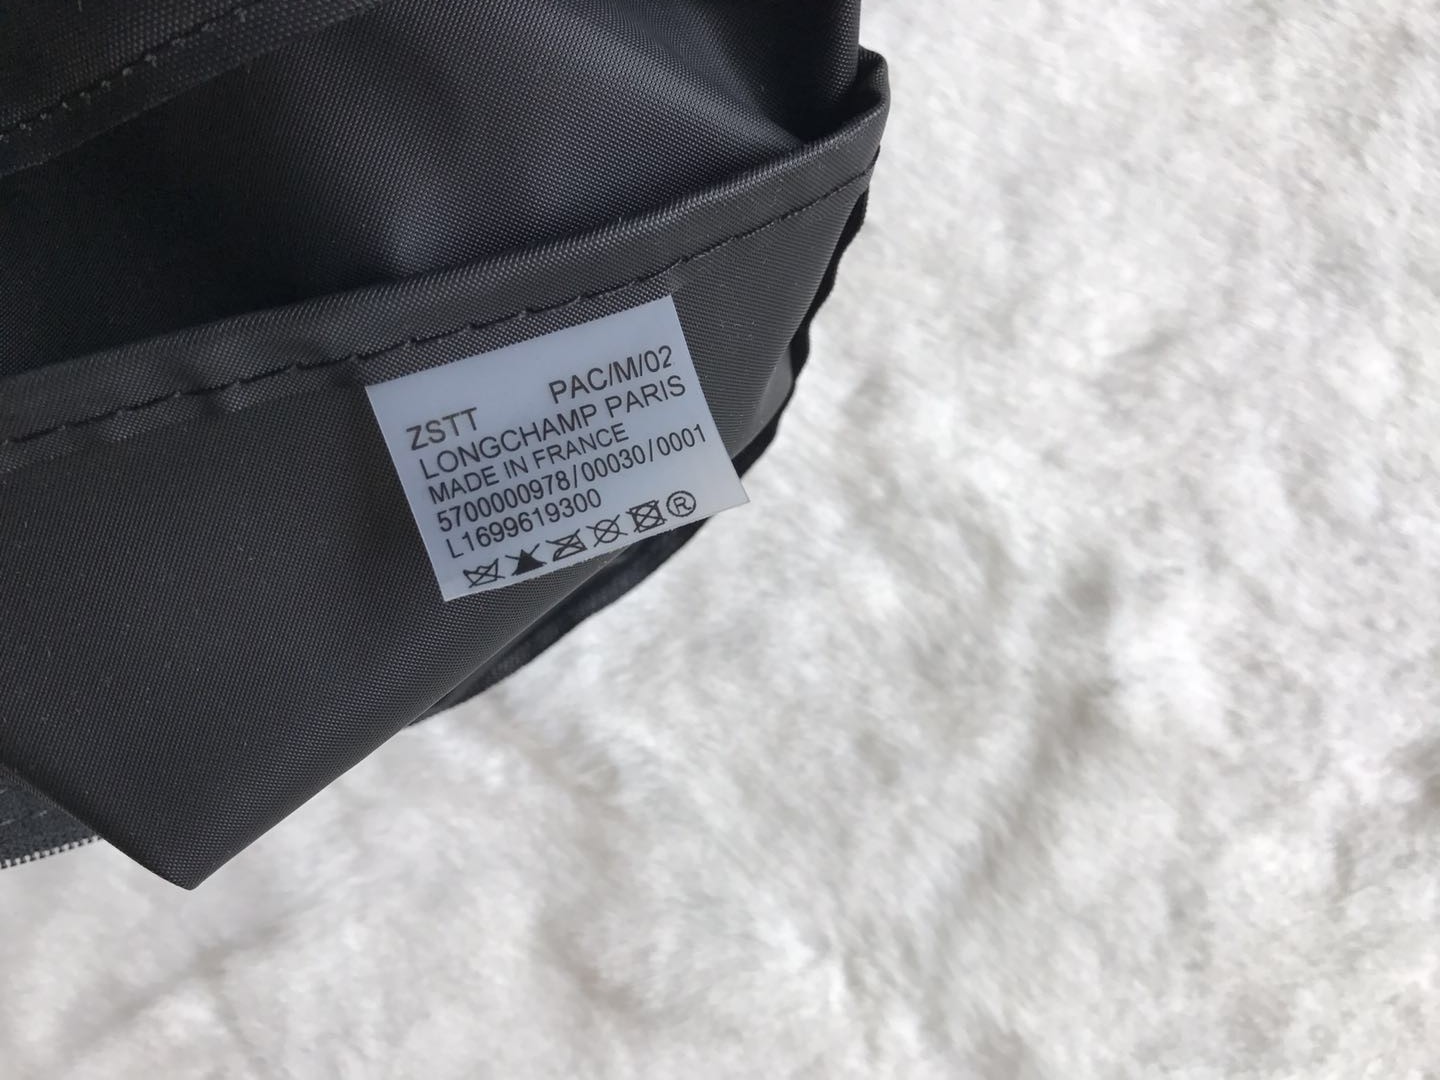 ZSTT PAC/M/02
LONGCHAMP PARIS
MADE IN FRANCE
5700000978/00030/0001
L1699619300
®